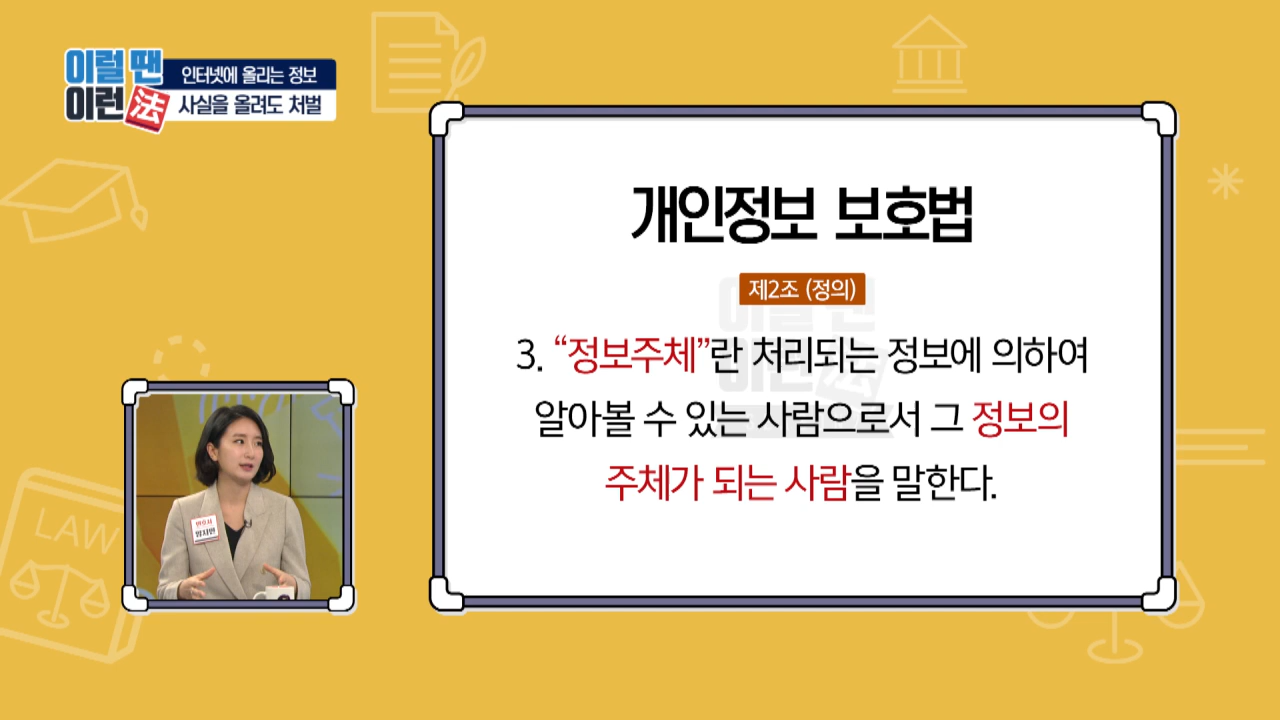 이럴 땐
이런 法
인터넷에 올리는 정보
사실을 올려도 처벌
개인정보 보호법
제2조 (정의)
3. “정보주체”란 처리되는 정보에 의하여
알아볼 수 있는 사람으로서 그 정보의
주체가 되는 사람을 말한다.
LAW
변호사